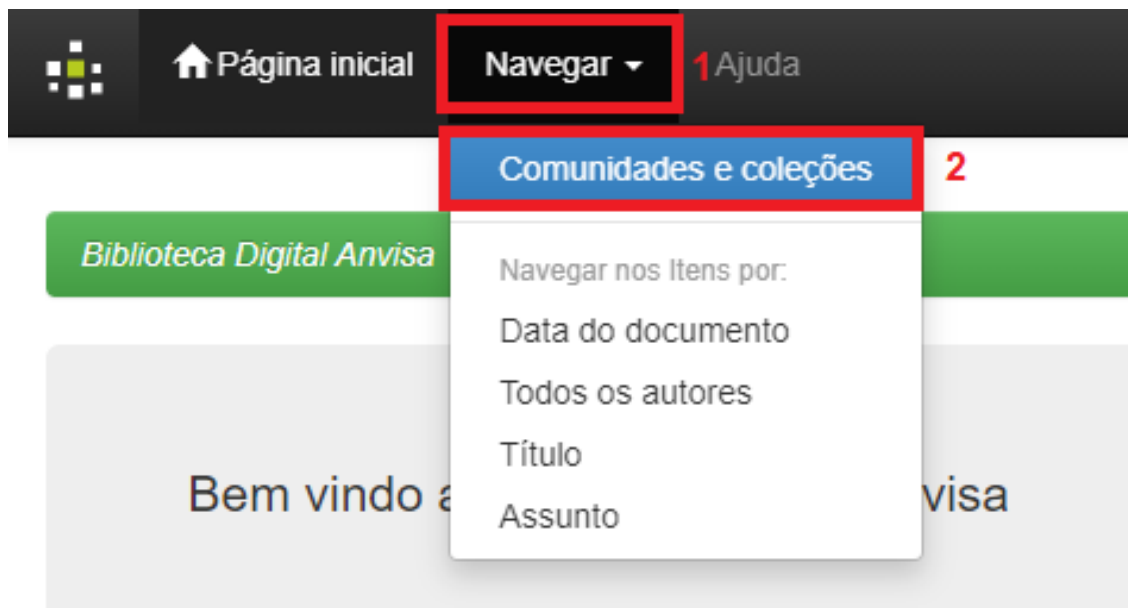 Página inicial Navegar 1 Ajuda
Comunidades e coleções 2
Biblioteca Digital Anvisa
Navegar nos Itens por:
Data do documento
Todos os autores
Título
Assunto
Bem vindo visa